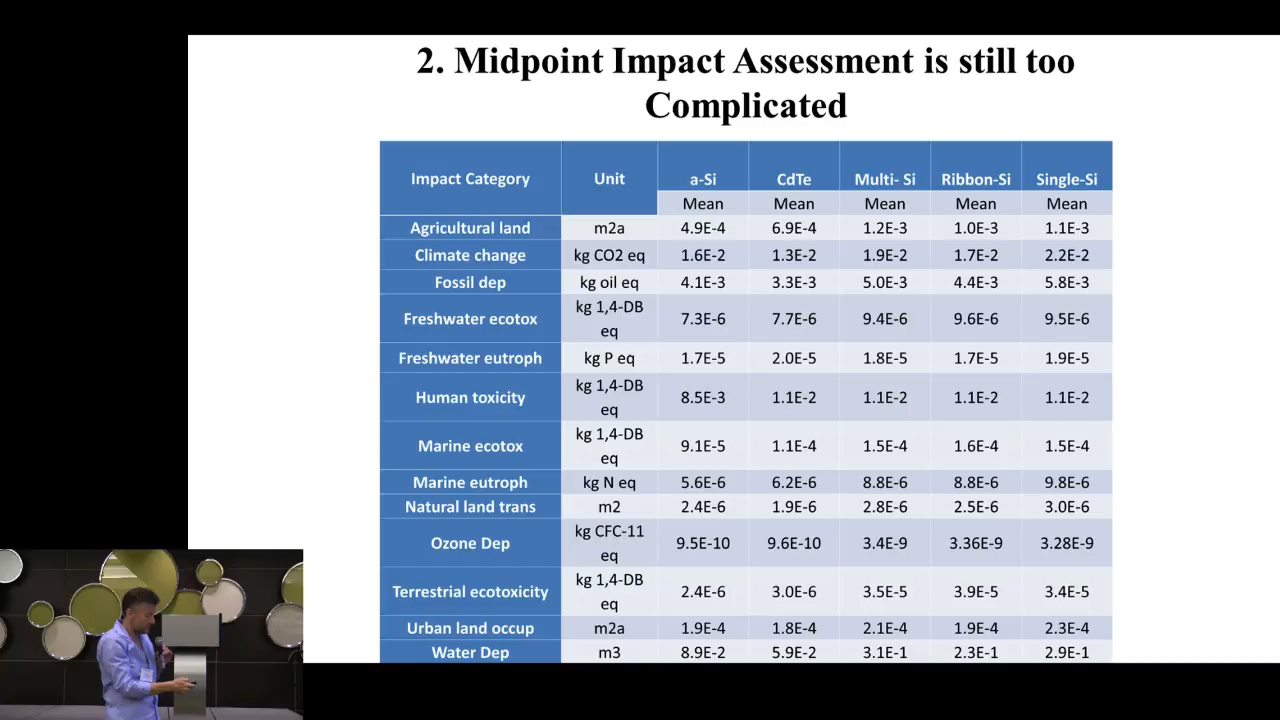 2. Midpoint Impact Assessment is still too
Complicated
Impact Category Unit a-Si CdTe Multi- Si Ribbon-Si Single-Si
Mean Mean Mean Mean Mean
Agricultural land m2a 4.9E-4 6.9E-4 1.2E-3 1.0E-3 1.1E-3
Climate change kg CO2 eq 1.6E-2 1.3E-2 1.9E-2 1.7E-2 2.2E-2
Fossil dep kg oil eq 4.1E-3 3.3E-3 5.0E-3 4.4E-3 5.8E-3
Freshwater ecotox kg 1,4-DB
eq 7.3E-6 7.7E-6 9.4E-6 9.6E-6 9.5E-6
Freshwater eutroph kg P eq 1.7E-5 2.0E-5 1.8E-5 1.7E-5 1.9E-5
Human toxicity kg 1,4-DB
eq 8.5E-3 1.1E-2 1.1E-2 1.1E-2 1.1E-2
Marine ecotox kg 1,4-DB
eq 9.1E-5 1.1E-4 1.5E-4 1.6E-4 1.5E-4
Marine eutroph kg N eq 5.6E-6 6.2E-6 8.8E-6 8.8E-6 9.8E-6
Natural land trans m2 2.4E-6 1.9E-6 2.8E-6 2.5E-6 3.0E-6
Ozone Dep kg CFC-11
eq 9.5E-10 9.6E-10 3.4E-9 3.36E-9 3.28E-9
Terrestrial ecotoxicity kg 1,4-DB
eq 2.4E-6 3.0E-6 3.5E-5 3.9E-5 3.4E-5
Urban land occup m2a 1.9E-4 1.8E-4 2.1E-4 1.9E-4 2.3E-4
Water Dep m3 8.9E-2 5.9E-2 3.1E-1 2.3E-1 2.9E-1